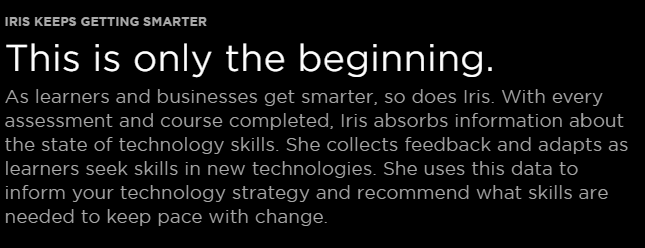 IRIS KEEPS GETTING SMARTER
This is only the beginning.
As learners and businesses get smarter, so does Iris. With every
assessment and course completed, Iris absorbs information about
the state of technology skills. She collects feedback and adapts as
learners seek skills in new technologies. She uses this data to
inform your technology strategy and recommend what skills are
needed to keep pace with change.